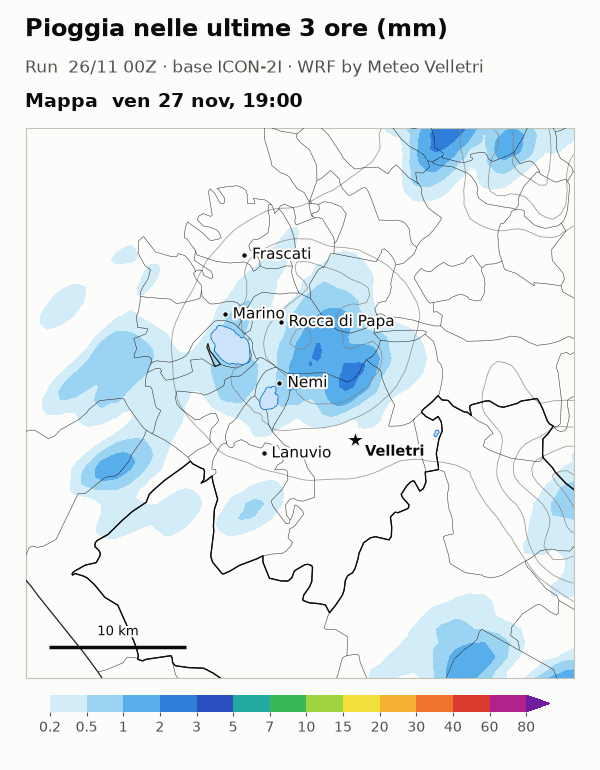 Pioggia nelle ultime 3 ore (mm)
Run  26/11 00Z · base ICON-2I · WRF by Meteo Velletri
Mappa  ven 27 nov, 19:00
Frascati
Marino
Rocca di Papa
Nemi
Velletri
Lanuvio
10 km
0.2 0.5 1 2 3 5 7 10 15 20 30 40 60 80